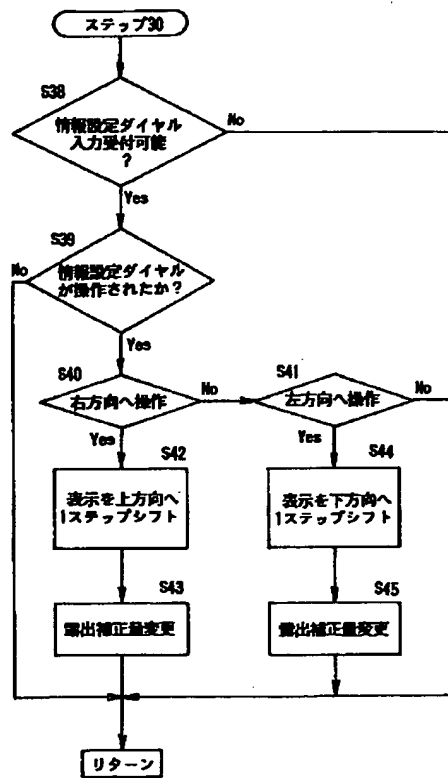 ステップ30
S38
情報設定ダイヤル
入力受付可能
?
No
Yes
S39
情報設定ダイヤル
が操作されたか?
No
Yes
S40
右方向へ操作
No
Yes
S41
左方向へ操作
No
Yes
S42
表示を上方向へ
1ステップシフト
S44
表示を下方向へ
1ステップシフト
S43
露出補正量変更
S45
露出補正量変更
リターン